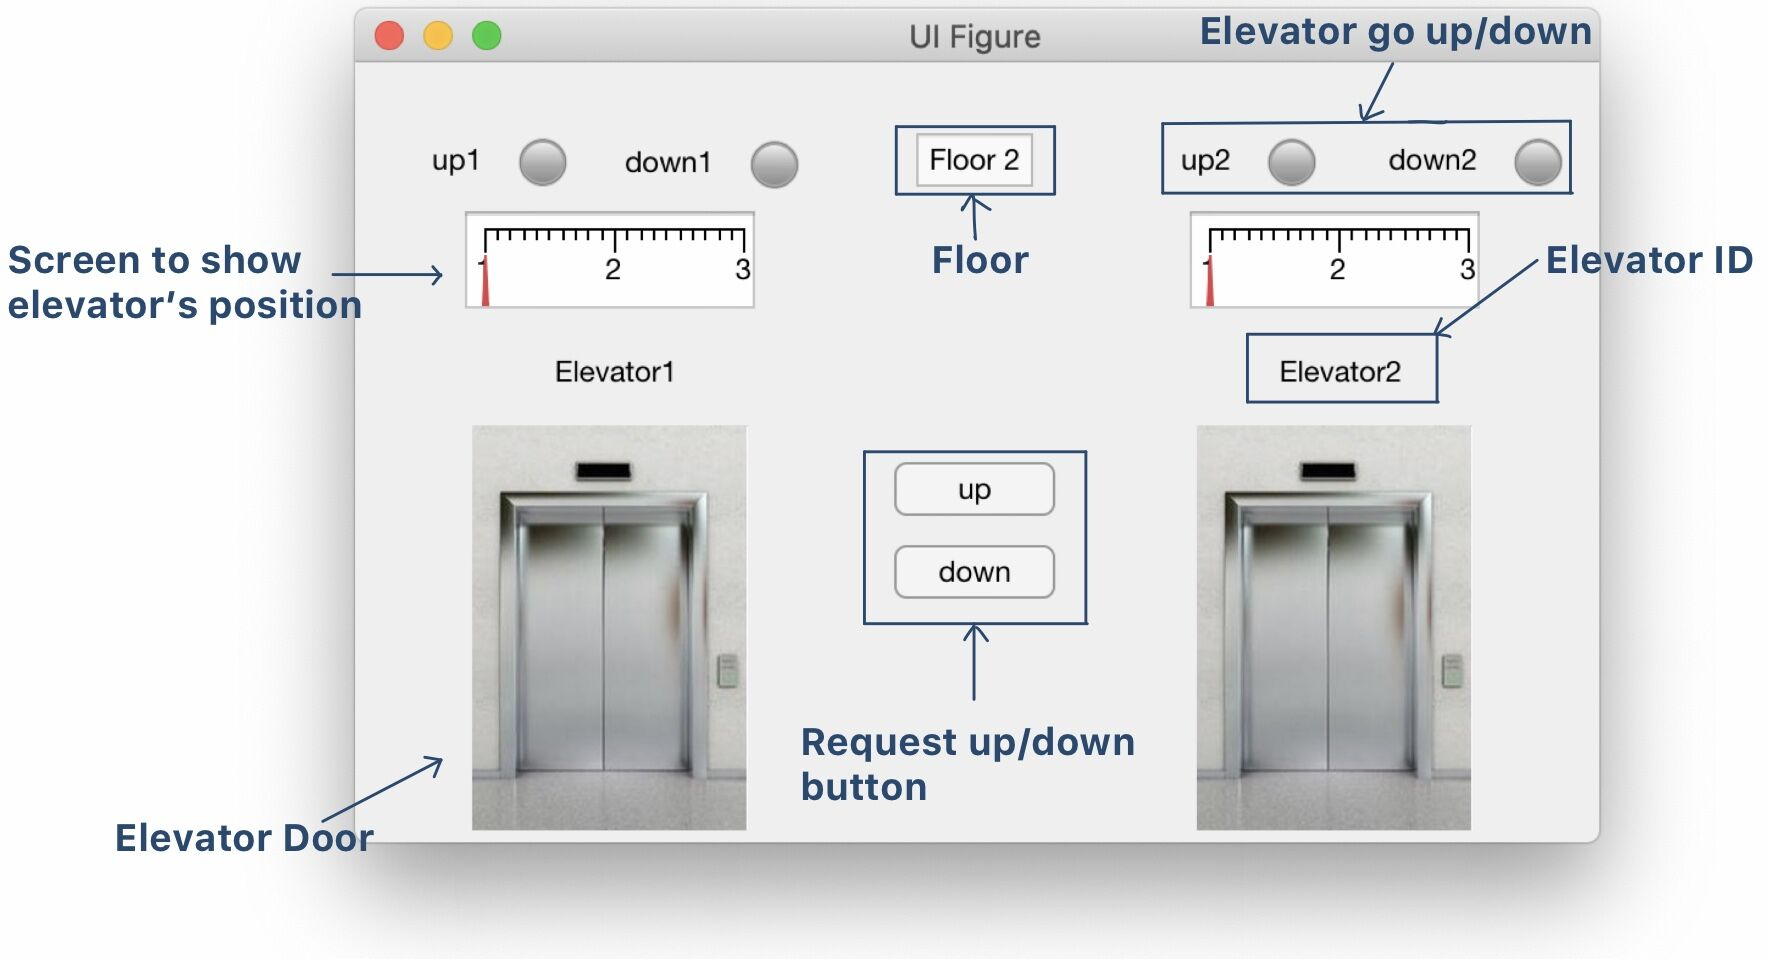 UI Figure
Elevator go up/down
up1
down1
Floor 2
up2
down2
Floor
Screen to show
elevator's position
1
2
3
1
2
3
Elevator ID
Elevator1
Elevator2
up
down
Request up/down
button
Elevator Door